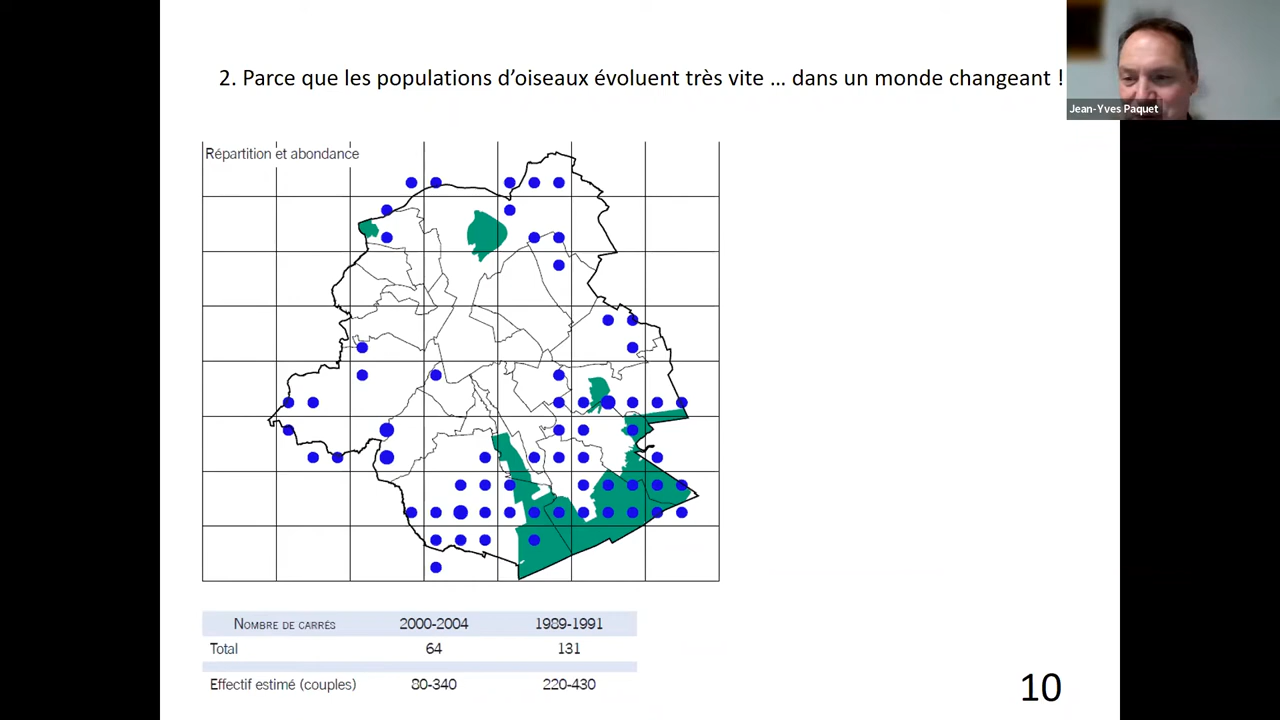 2. Parce que les populations d’oiseaux évoluent très vite … dans un monde changeant !
Jean-Yves Paquet
Répartition et abondance
NOMBRE DE CARRÉS 2000-2004 1989-1991
Total 64 131
Effectif estimé (couples) 80-340 220-430
10